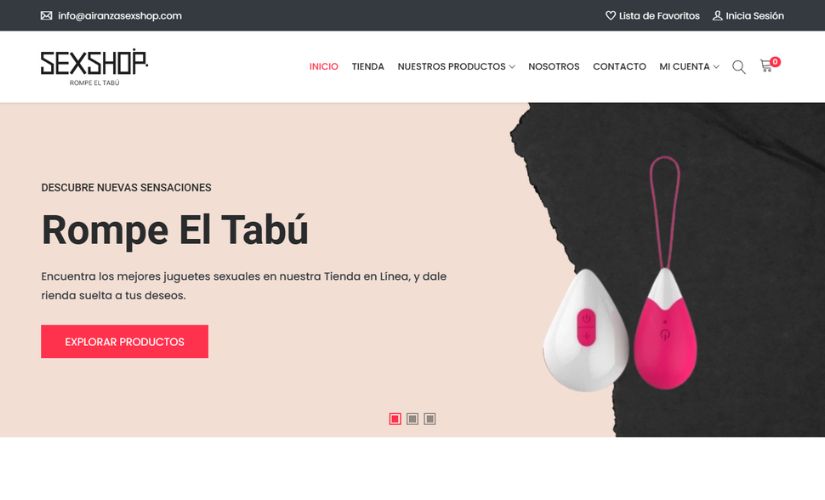 info@airanzasexshop.com
Lista de Favoritos
Inicia Sesión
SEXSHOP.
ROMPE EL TABÚ
INICIO
TIENDA
NUESTROS PRODUCTOS
NOSOTROS
CONTACTO
MI CUENTA
0
DESCUBRE NUEVAS SENSACIONES
Rompe El Tabú
Encuentra los mejores juguetes sexuales en nuestra Tienda en Línea, y dale
rienda suelta a tus deseos.
EXPLORAR PRODUCTOS